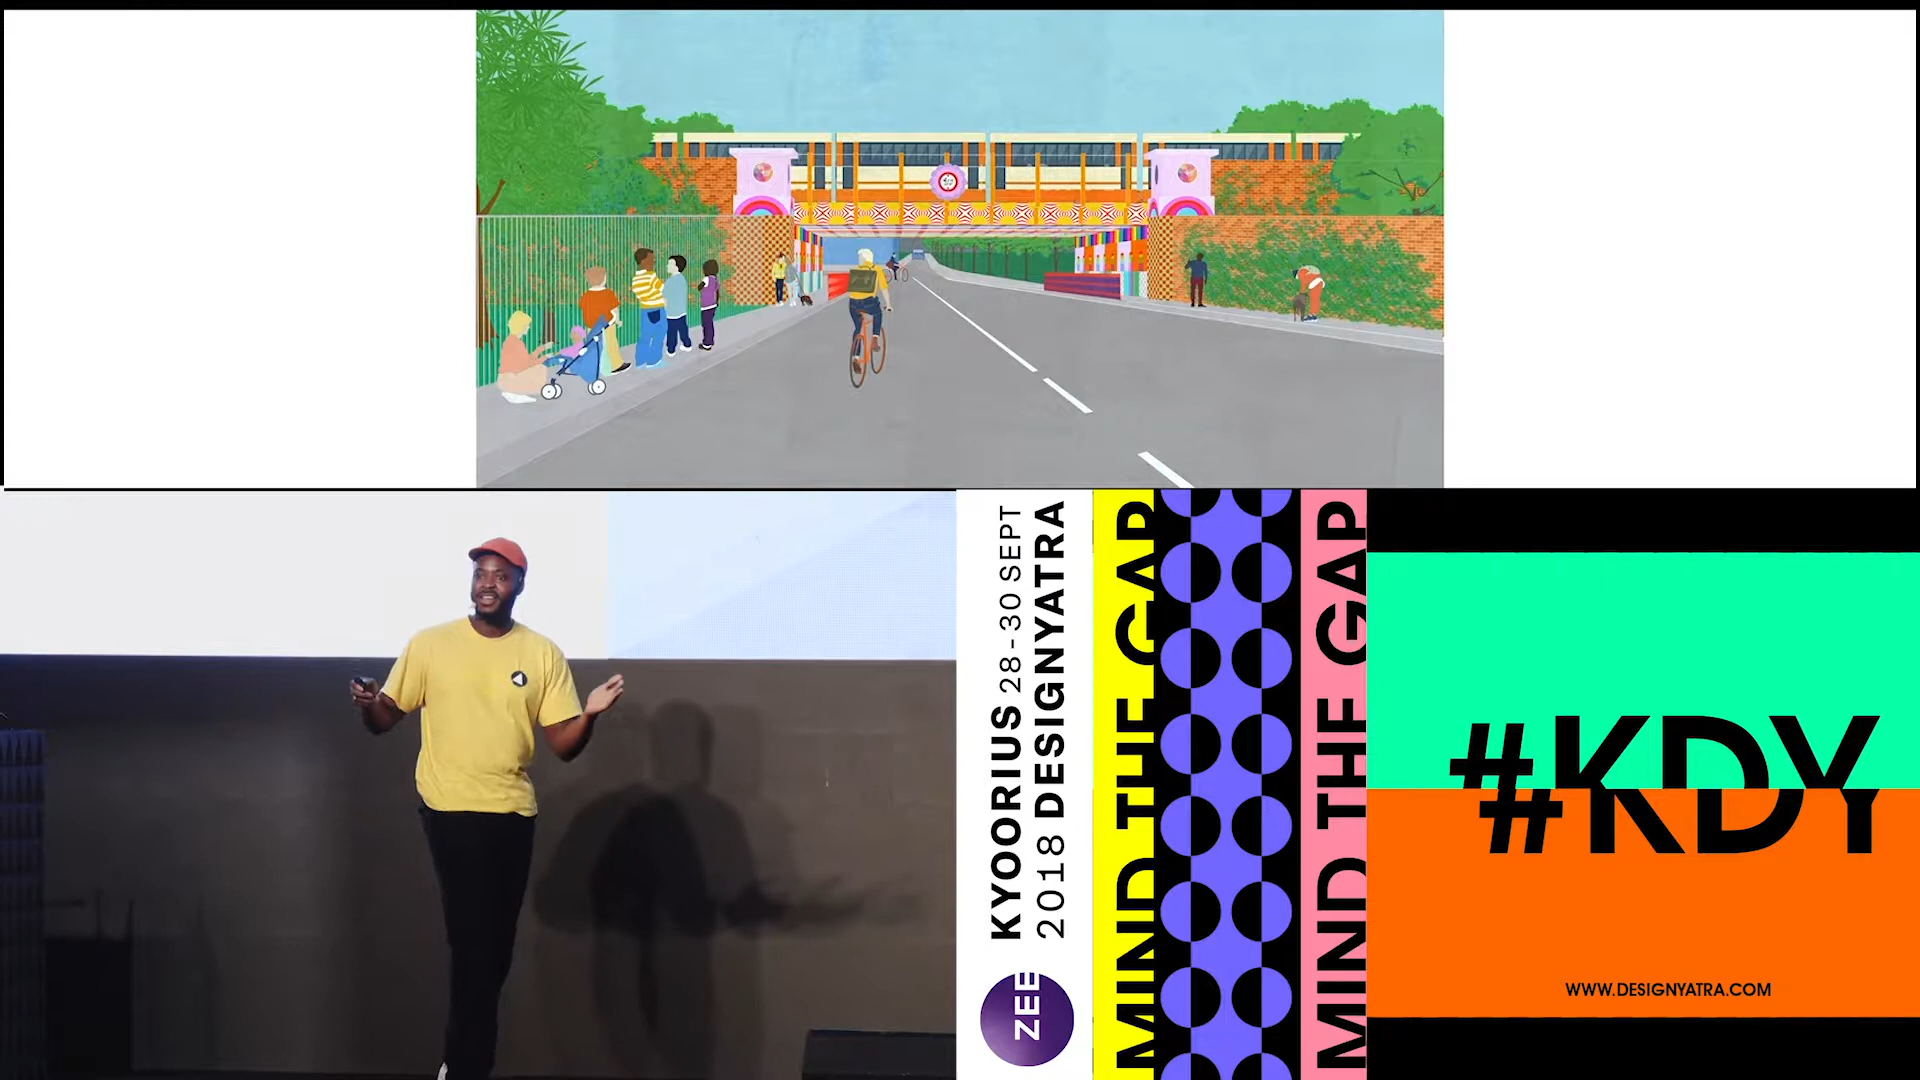 KYOORIUS 28-30 SEPT
2018 DESIGNYATRA
ZEE
MIND THE GAP
MIND THE GAP
#KDY
WWW.DESIGNYATRA.COM